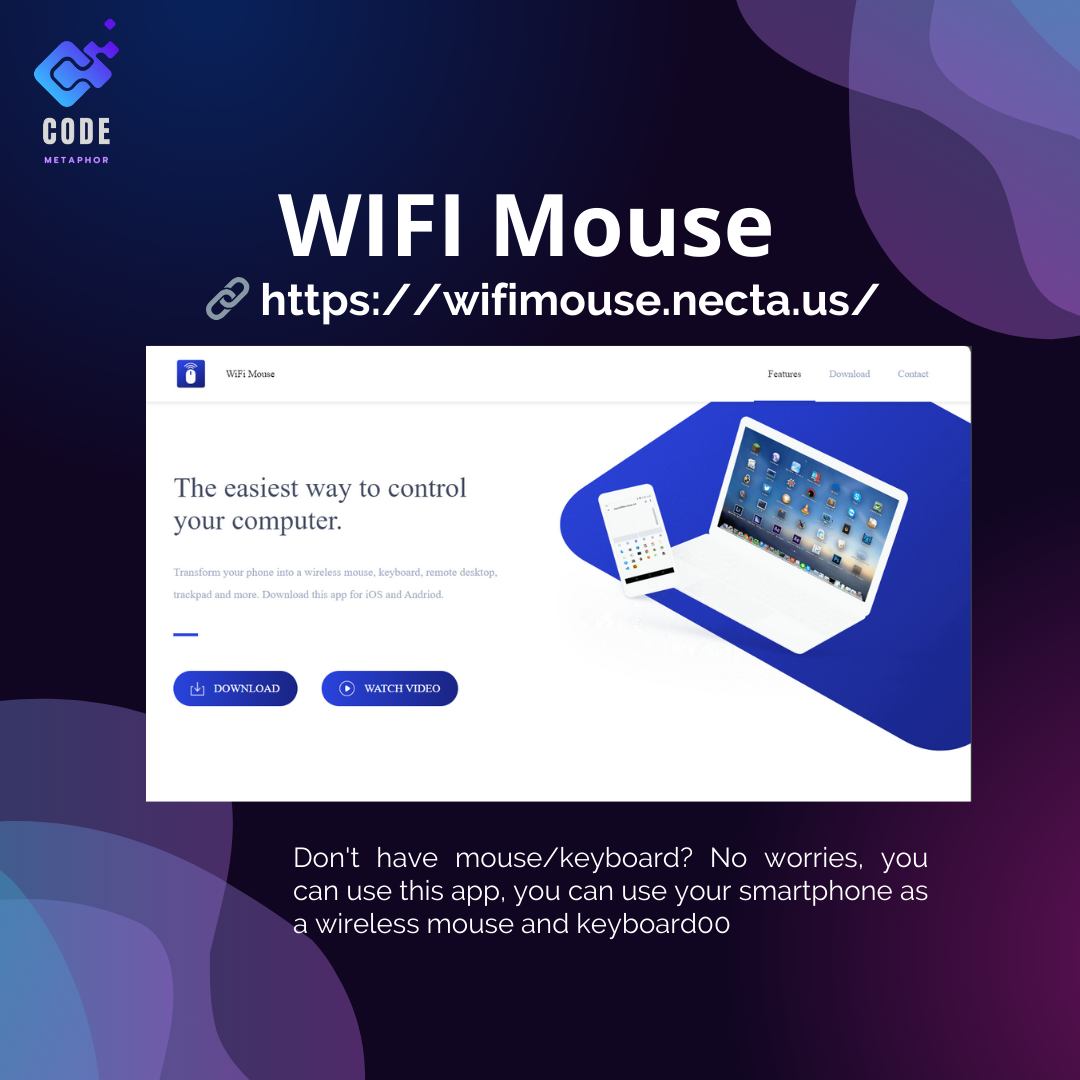 CODE
METAPHOR
WIFI Mouse
https://wifimouse.necta.us/
WiFi Mouse
Features
Download
Contact
The easiest way to control
your computer.
Transform your phone into a wireless mouse, keyboard, remote desktop,
trackpad and more. Download this app for iOS and Andriod.
DOWNLOAD
WATCH VIDEO
Don't have mouse/keyboard? No worries, you
can use this app, you can use your smartphone as
a wireless mouse and keyboard00